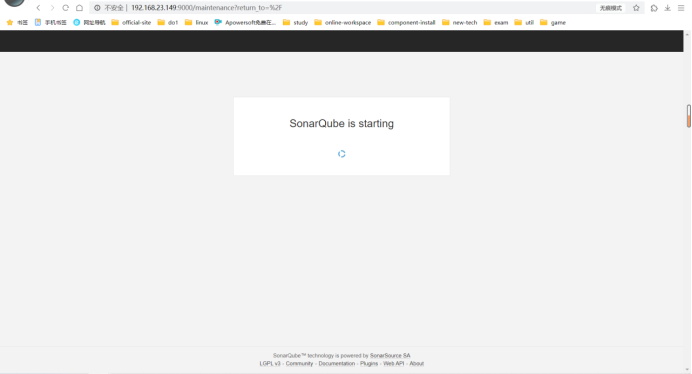 不安全 | 192.168.23.149:9000/maintenance?return_to=%2F 无痕模式
书签 手机书签 网址导航 official-site do1 linux Apowersoft免费在... study online-workspace component-install new-tech exam util game
SonarQube is starting
SonarQube™ technology is powered by SonarSource SA
LGPL v3 - Community - Documentation - Plugins - Web API - About